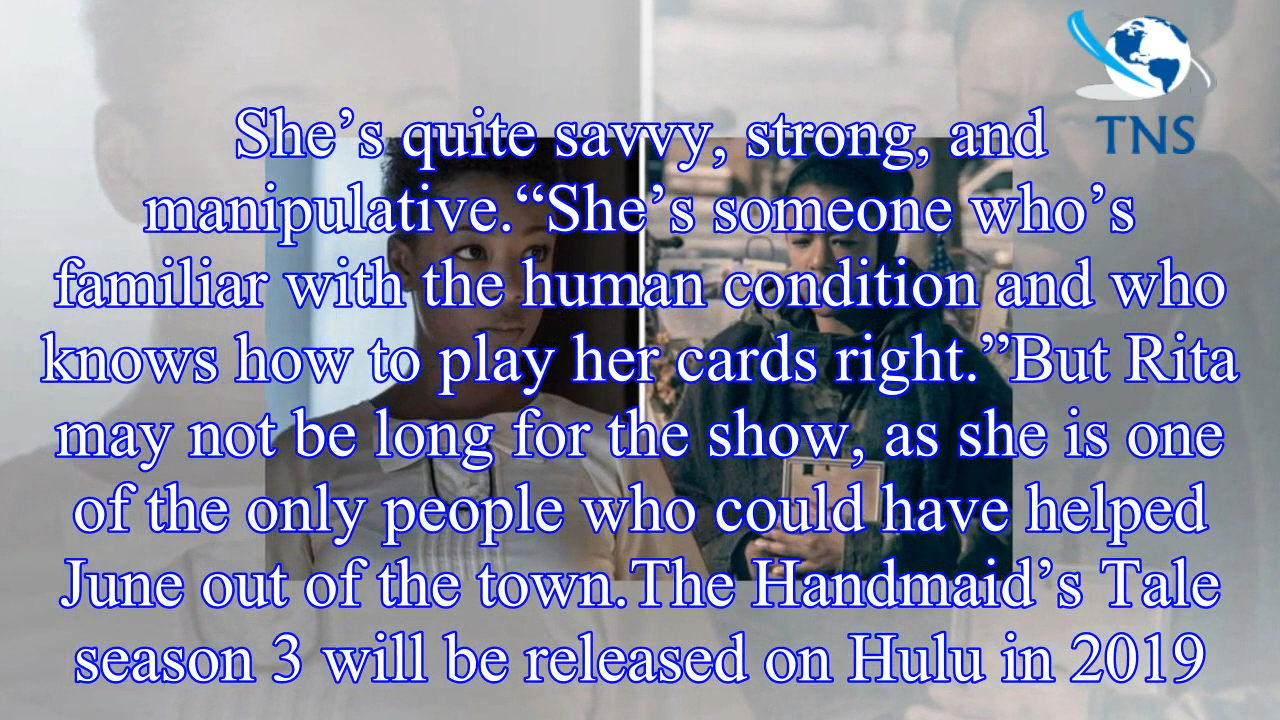 TNS
She’s quite savvy, strong, and
manipulative.“She’s someone who’s
familiar with the human condition and who
knows how to play her cards right.”But Rita
may not be long for the show, as she is one
of the only people who could have helped
June out of the town.The Handmaid’s Tale
season 3 will be released on Hulu in 2019